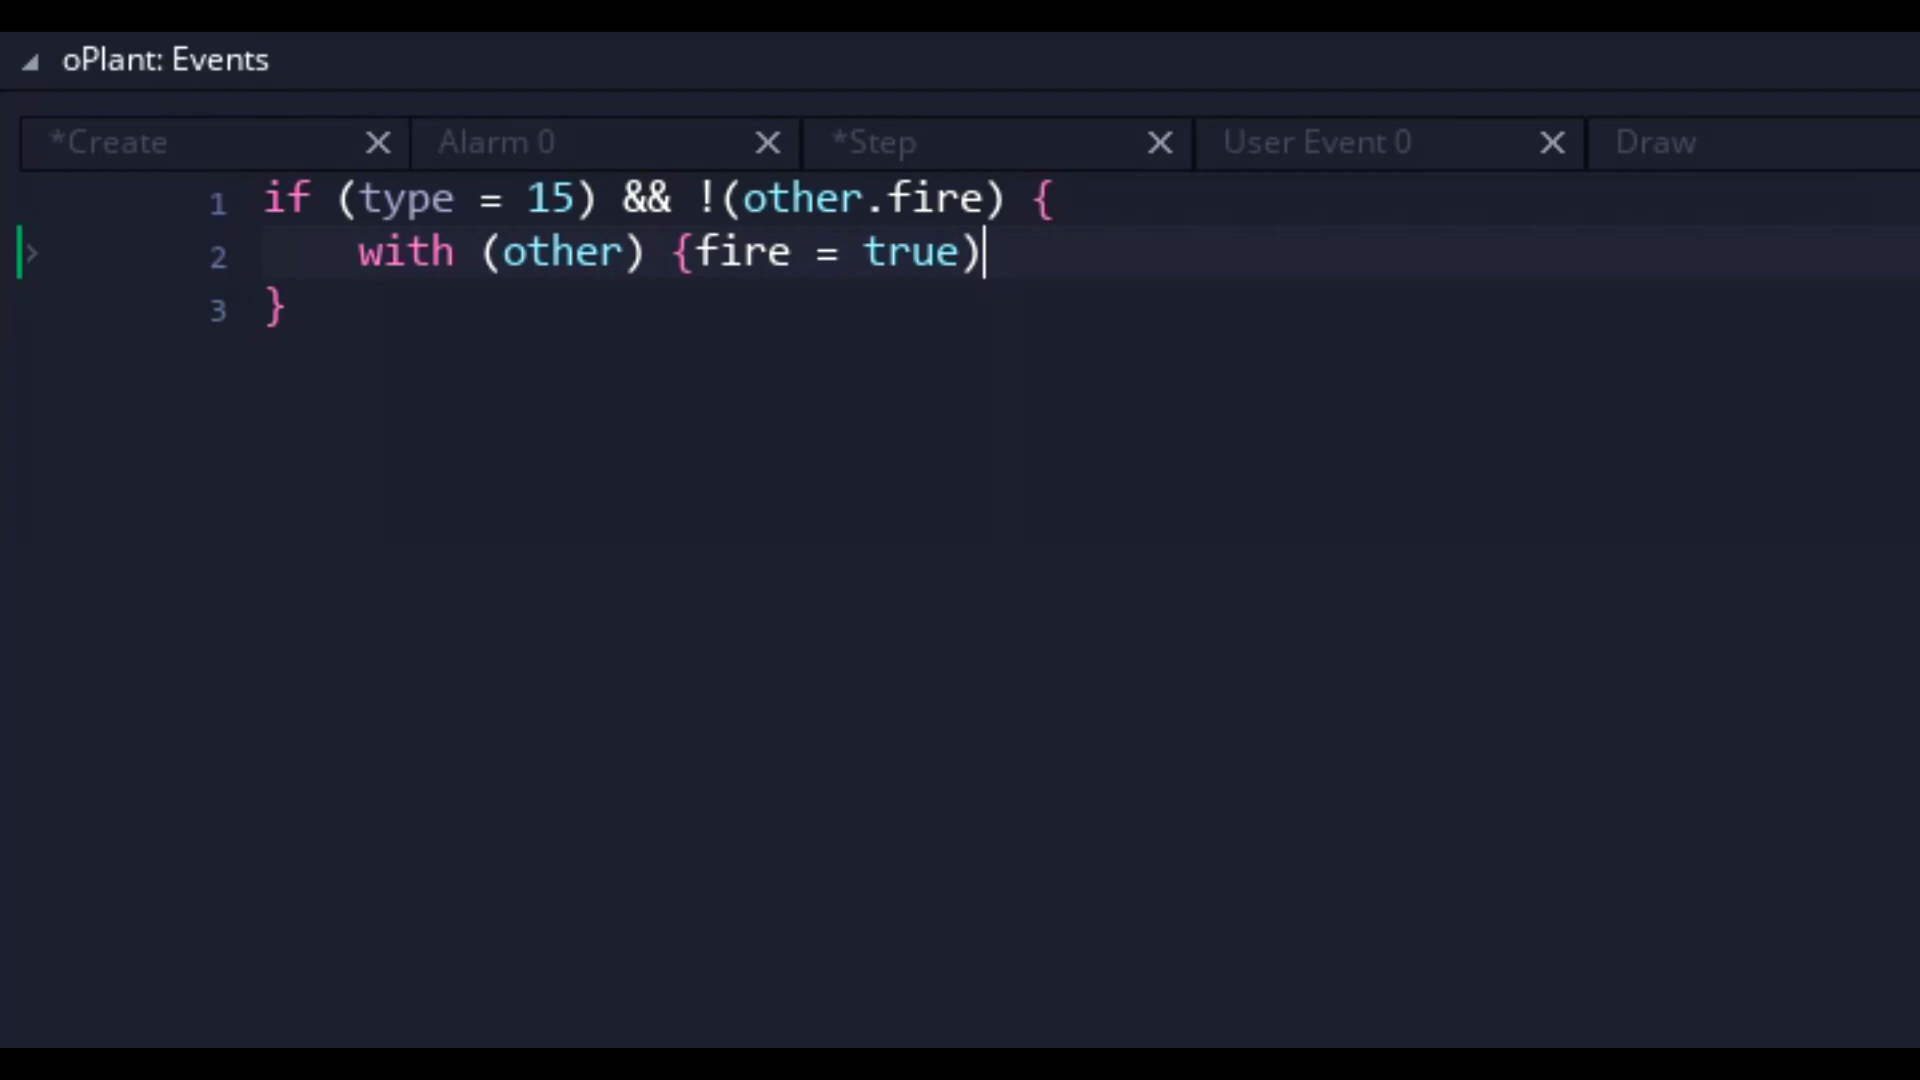 oPlant: Events
*Create Alarm 0 *Step User Event 0 Draw
1 if (type = 15) && !(other.fire) {
2 with (other) {fire = true)
3 }